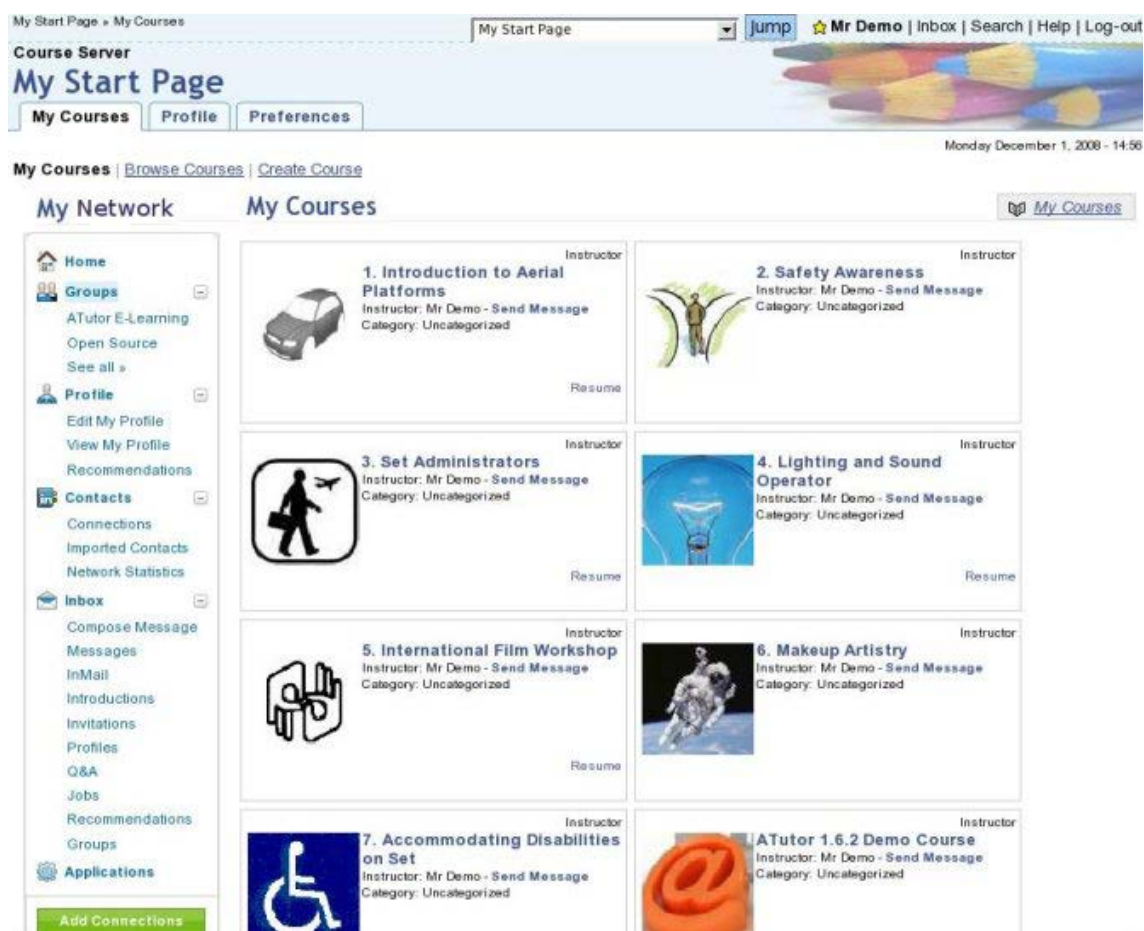 My Start Page » My Courses
My Start Page
Jump
Mr Demo | Inbox | Search | Help | Log-out
Course Server
My Start Page
My Courses
Profile
Preferences
Monday December 1, 2008 - 14:56
My Courses | Browse Courses | Create Course
My Network
Home
Groups
ATutor E-Learning
Open Source
See all »
Profile
Edit My Profile
View My Profile
Recommendations
Contacts
Connections
Imported Contacts
Network Statistics
Inbox
Compose Message
Messages
InMail
Introductions
Invitations
Profiles
Q&A
Jobs
Recommendations
Groups
Applications
Add Connections
My Courses
My Courses
Instructor
1. Introduction to Aerial
Platforms
Instructor: Mr Demo - Send Message
Category: Uncategorized
Resume
Instructor
2. Safety Awareness
Instructor: Mr Demo - Send Message
Category: Uncategorized
Instructor
3. Set Administrators
Instructor: Mr Demo - Send Message
Category: Uncategorized
Resume
Instructor
4. Lighting and Sound
Operator
Instructor: Mr Demo - Send Message
Category: Uncategorized
Resume
Instructor
5. International Film Workshop
Instructor: Mr Demo - Send Message
Category: Uncategorized
Resume
Instructor
6. Makeup Artistry
Instructor: Mr Demo - Send Message
Category: Uncategorized
Instructor
7. Accommodating Disabilities
on Set
Instructor: Mr Demo - Send Message
Category: Uncategorized
Instructor
ATutor 1.6.2 Demo Course
Instructor: Mr Demo - Send Message
Category: Uncategorized